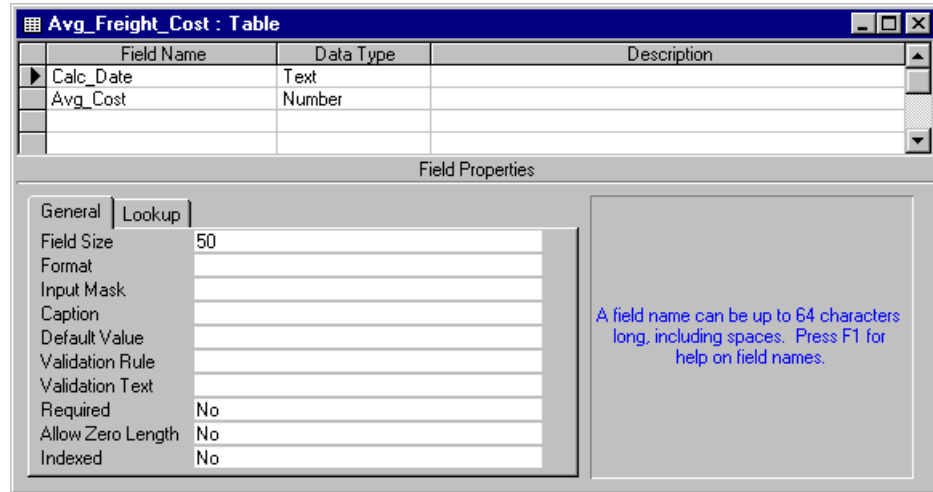 Avg_Freight_Cost : Table
Field Name Data Type Description
Calc_Date Text
Avg_Cost Number
Field Properties
General Lookup
Field Size 50
Format
Input Mask
Caption
Default Value
Validation Rule
Validation Text
Required No
Allow Zero Length No
Indexed No
A field name can be up to 64 characters
long, including spaces. Press F1 for
help on field names.